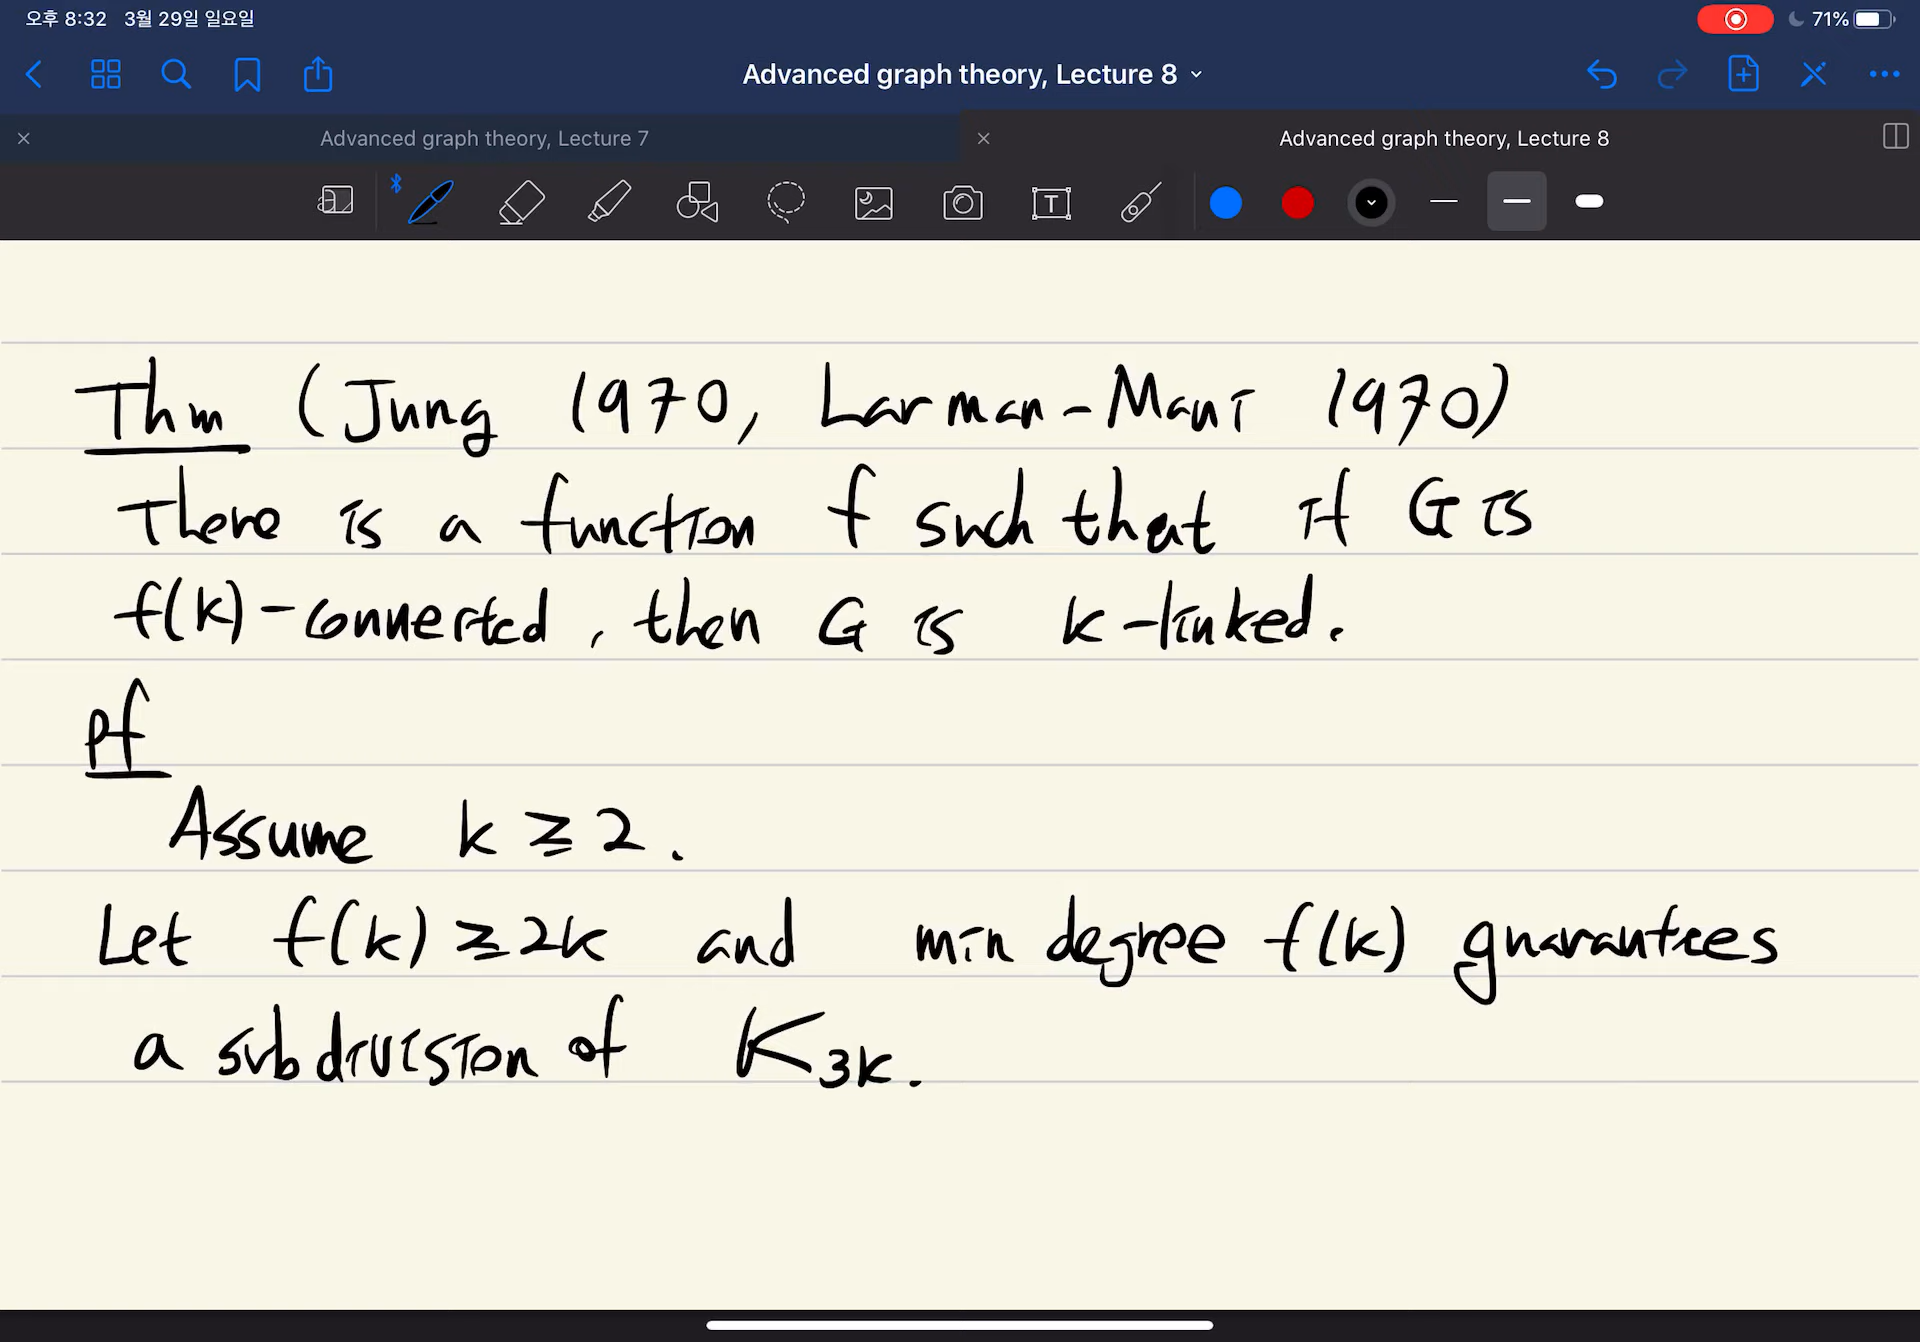 오후 8:32 3월 29일 일요일 71%
Advanced graph theory, Lecture 8
Advanced graph theory, Lecture 7
Advanced graph theory, Lecture 8
Thm (Jung 1970, Larman-Mani 1970)
There is a function f such that if G is
f(k)-connected, then G is k-linked.
pf
Assume k ≥ 2.
Let f(k) ≥ 2k and min degree f(k) guarantees
a subdivision of K_{3k}.